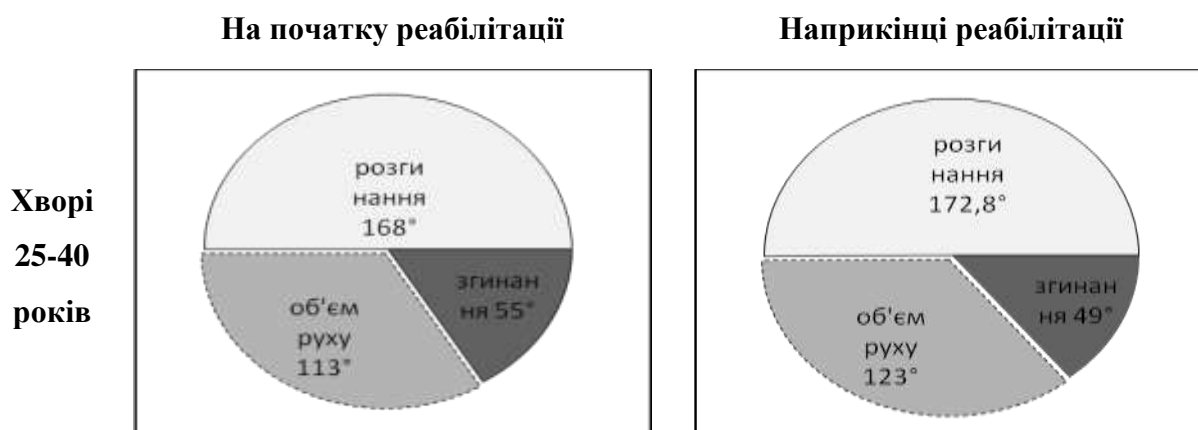 На початку реабілітації
Наприкінці реабілітації
Хворі
25-40
років
розги
нання
168°
згинан
ня 55°
об'єм
руху
113°
розги
нання
172,8°
згинан
ня 49°
об'єм
руху
123°